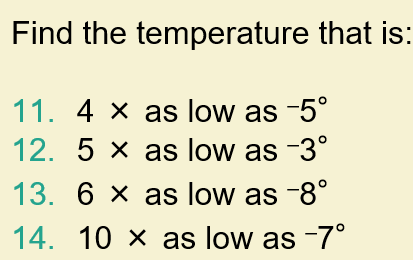 Find the temperature that is:
11. 4 × as low as ⁻5°
12. 5 × as low as ⁻3°
13. 6 × as low as ⁻8°
14. 10 × as low as ⁻7°